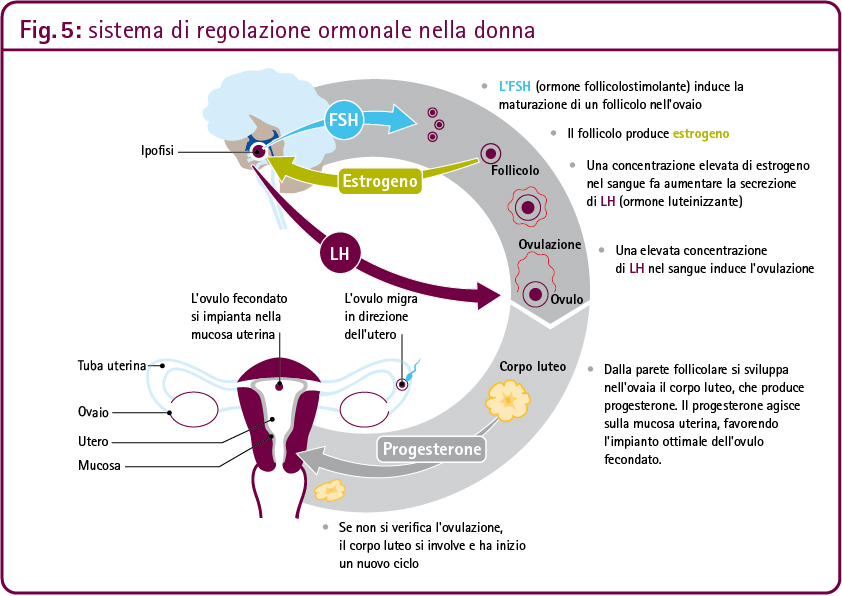 Fig. 5: sistema di regolazione ormonale nella donna
L'FSH (ormone follicolostimolante) induce la
maturazione di un follicolo nell'ovaio
FSH
Il follicolo produce estrogeno
Ipofisi
Estrogeno
Follicolo
Una concentrazione elevata di estrogeno
nel sangue fa aumentare la secrezione
di LH (ormone luteinizzante)
LH
Ovulazione
Una elevata concentrazione
di LH nel sangue induce l'ovulazione
Ovulo
L'ovulo fecondato
si impianta nella
mucosa uterina
L'ovulo migra
in direzione
dell'utero
Tuba uterina
Ovaio
Utero
Mucosa
Corpo luteo
Dalla parete follicolare si sviluppa
nell'ovaia il corpo luteo, che produce
progesterone. Il progesterone agisce
sulla mucosa uterina, favorendo
l'impianto ottimale dell'ovulo
fecondato.
Progesterone
Se non si verifica l'ovulazione,
il corpo luteo si involve e ha inizio
un nuovo ciclo